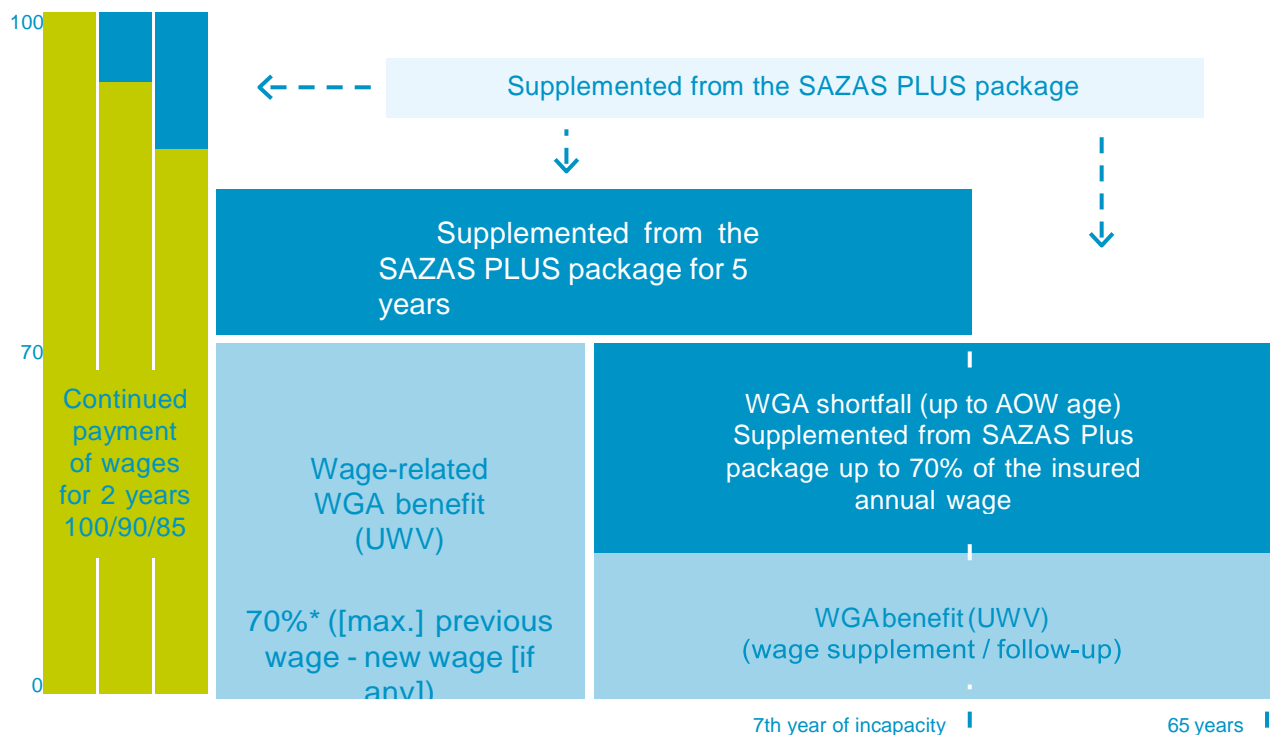 100
Supplemented from the SAZAS PLUS package
Supplemented from the
SAZAS PLUS package for 5
years
70
Continued
payment
of wages
for 2 years
100/90/85
Wage-related
WGA benefit
(UWV)
70%* ([max.] previous
wage - new wage [if
any])
WGA shortfall (up to AOW age)
Supplemented from SAZAS Plus
package up to 70% of the insured
annual wage
WGA benefit (UWV)
(wage supplement / follow-up)
0
7th year of incapacity
65 years